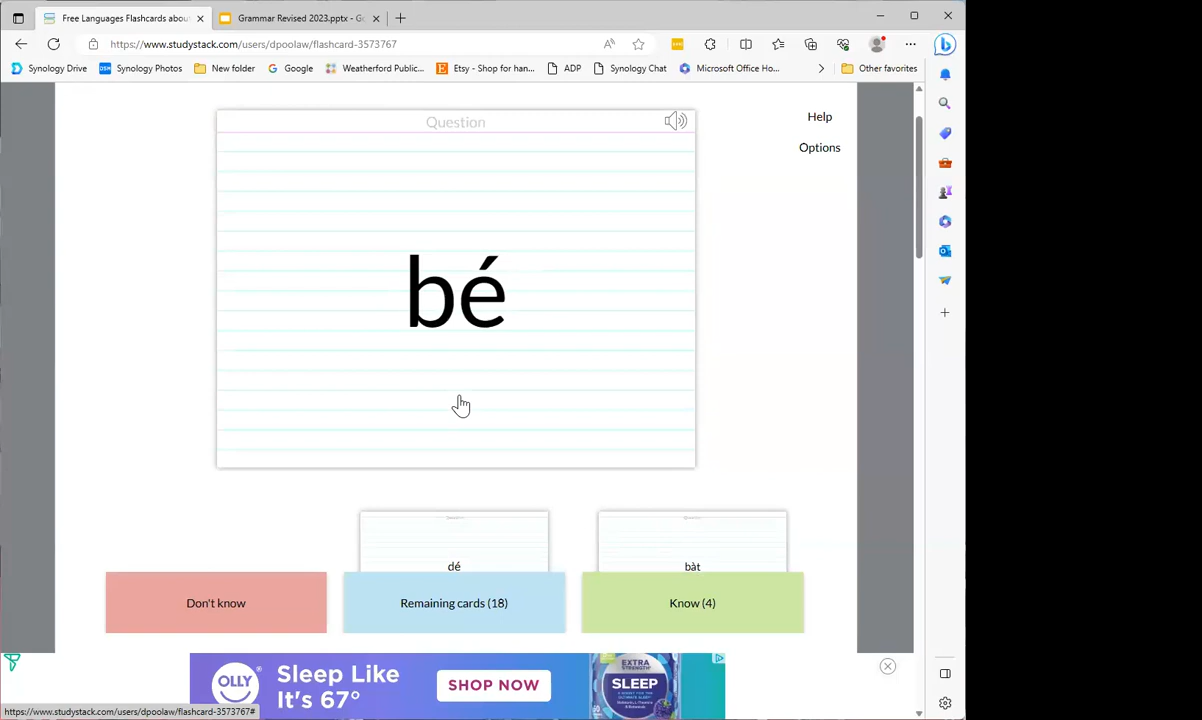 Free Languages Flashcards abou
Grammar Revised 2023.pptx - G
https://www.studystack.com/users/dpoolaw/flashcard-3573767
Synology Drive
DSM
Synology Photos
New folder
Google
Weatherford Public...
Etsy - Shop for han...
ADP
Synology Chat
Microsoft Office Ho...
Other favorites
Question
Help
Options
bé
dé
bàt
Don't know
Remaining cards (18)
Know (4)
OLLY
Sleep Like
It's 67°
SHOP NOW
EXTRA
STRENGTH
SLEEP
https://www.studystack.com/users/dpoolaw/flashcard-3573767#